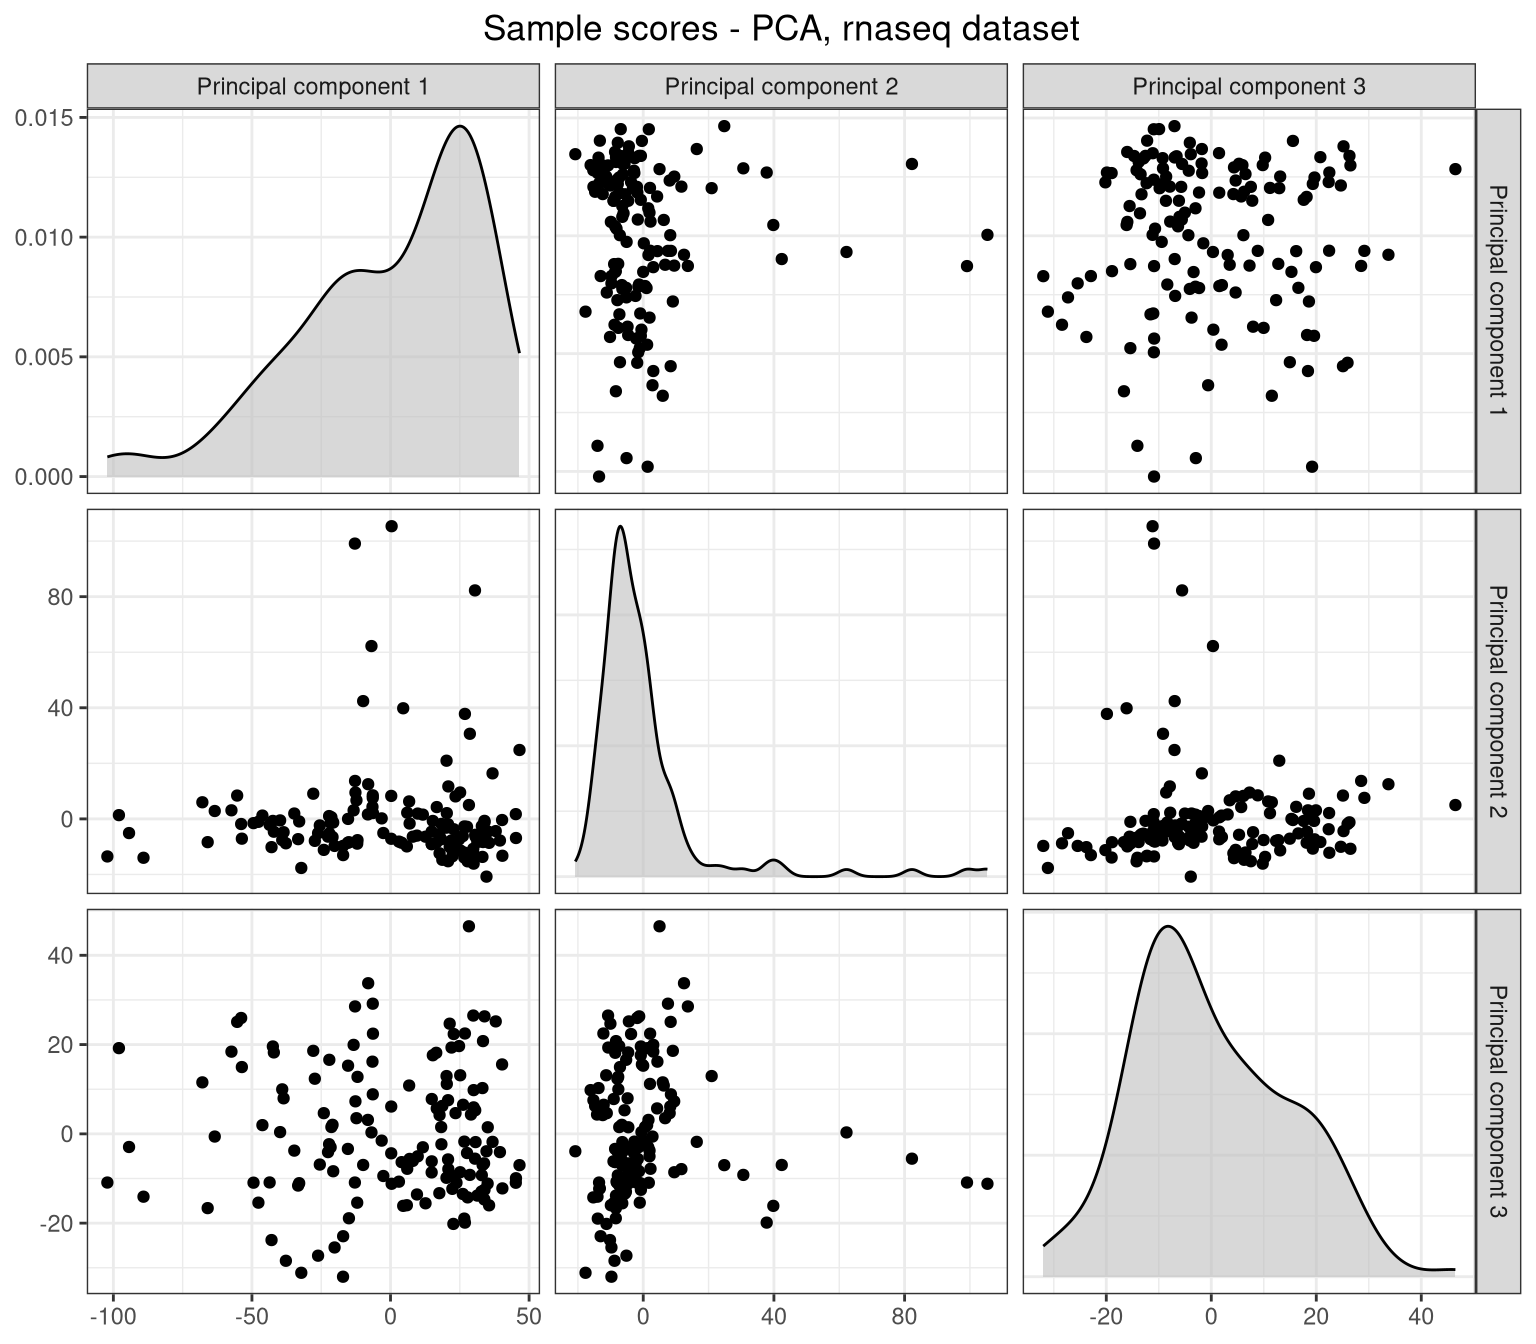 Sample scores - PCA, rnaseq dataset
Principal component 1
Principal component 2
Principal component 3
0.015
0.010
0.005
0.000
Principal component 1
80
40
0
Principal component 2
40
20
0
-20
Principal component 3
-100 -50 0 50
0 40 80
-20 0 20 40